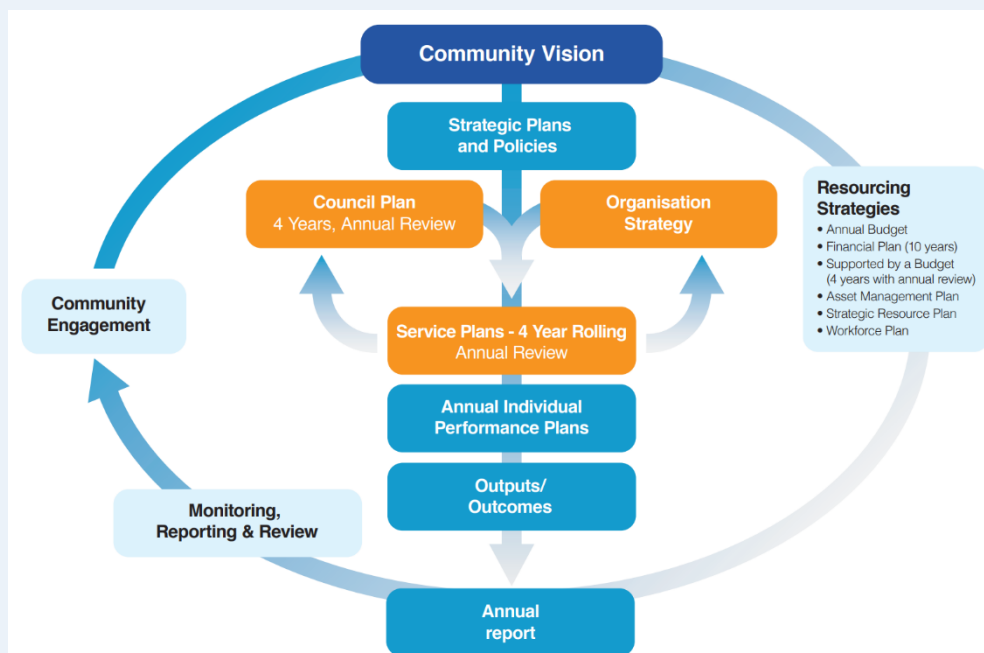 Community Vision
Strategic Plans
and Policies
Council Plan
4 Years, Annual Review
Organisation
Strategy
Resourcing
Strategies
• Annual Budget
• Financial Plan (10 years)
• Supported by a Budget
(4 years with annual review)
• Asset Management Plan
• Strategic Resource Plan
• Workforce Plan
Community
Engagement
Service Plans - 4 Year Rolling
Annual Review
Annual Individual
Performance Plans
Outputs/
Outcomes
Monitoring,
Reporting & Review
Annual
report